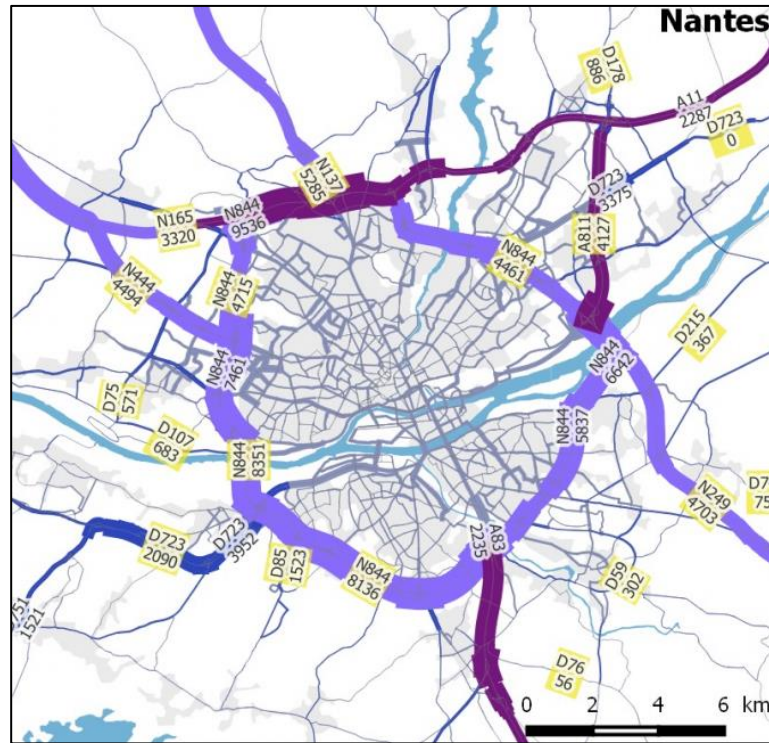 Nantes
D178
886
A11
2287
D723
0
N137
5285
D723
3375
N165
3320
N844
9536
A811
4127
N844
4461
N444
4494
N844
4715
D215
367
N844
6642
N844
7461
D75
571
N844
5837
D107
683
N844
8351
N249
4703
D7
75
D723
2090
D723
3952
A83
2235
D85
1523
N844
8136
D59
302
751
1521
D76
56
0 2 4 6 km